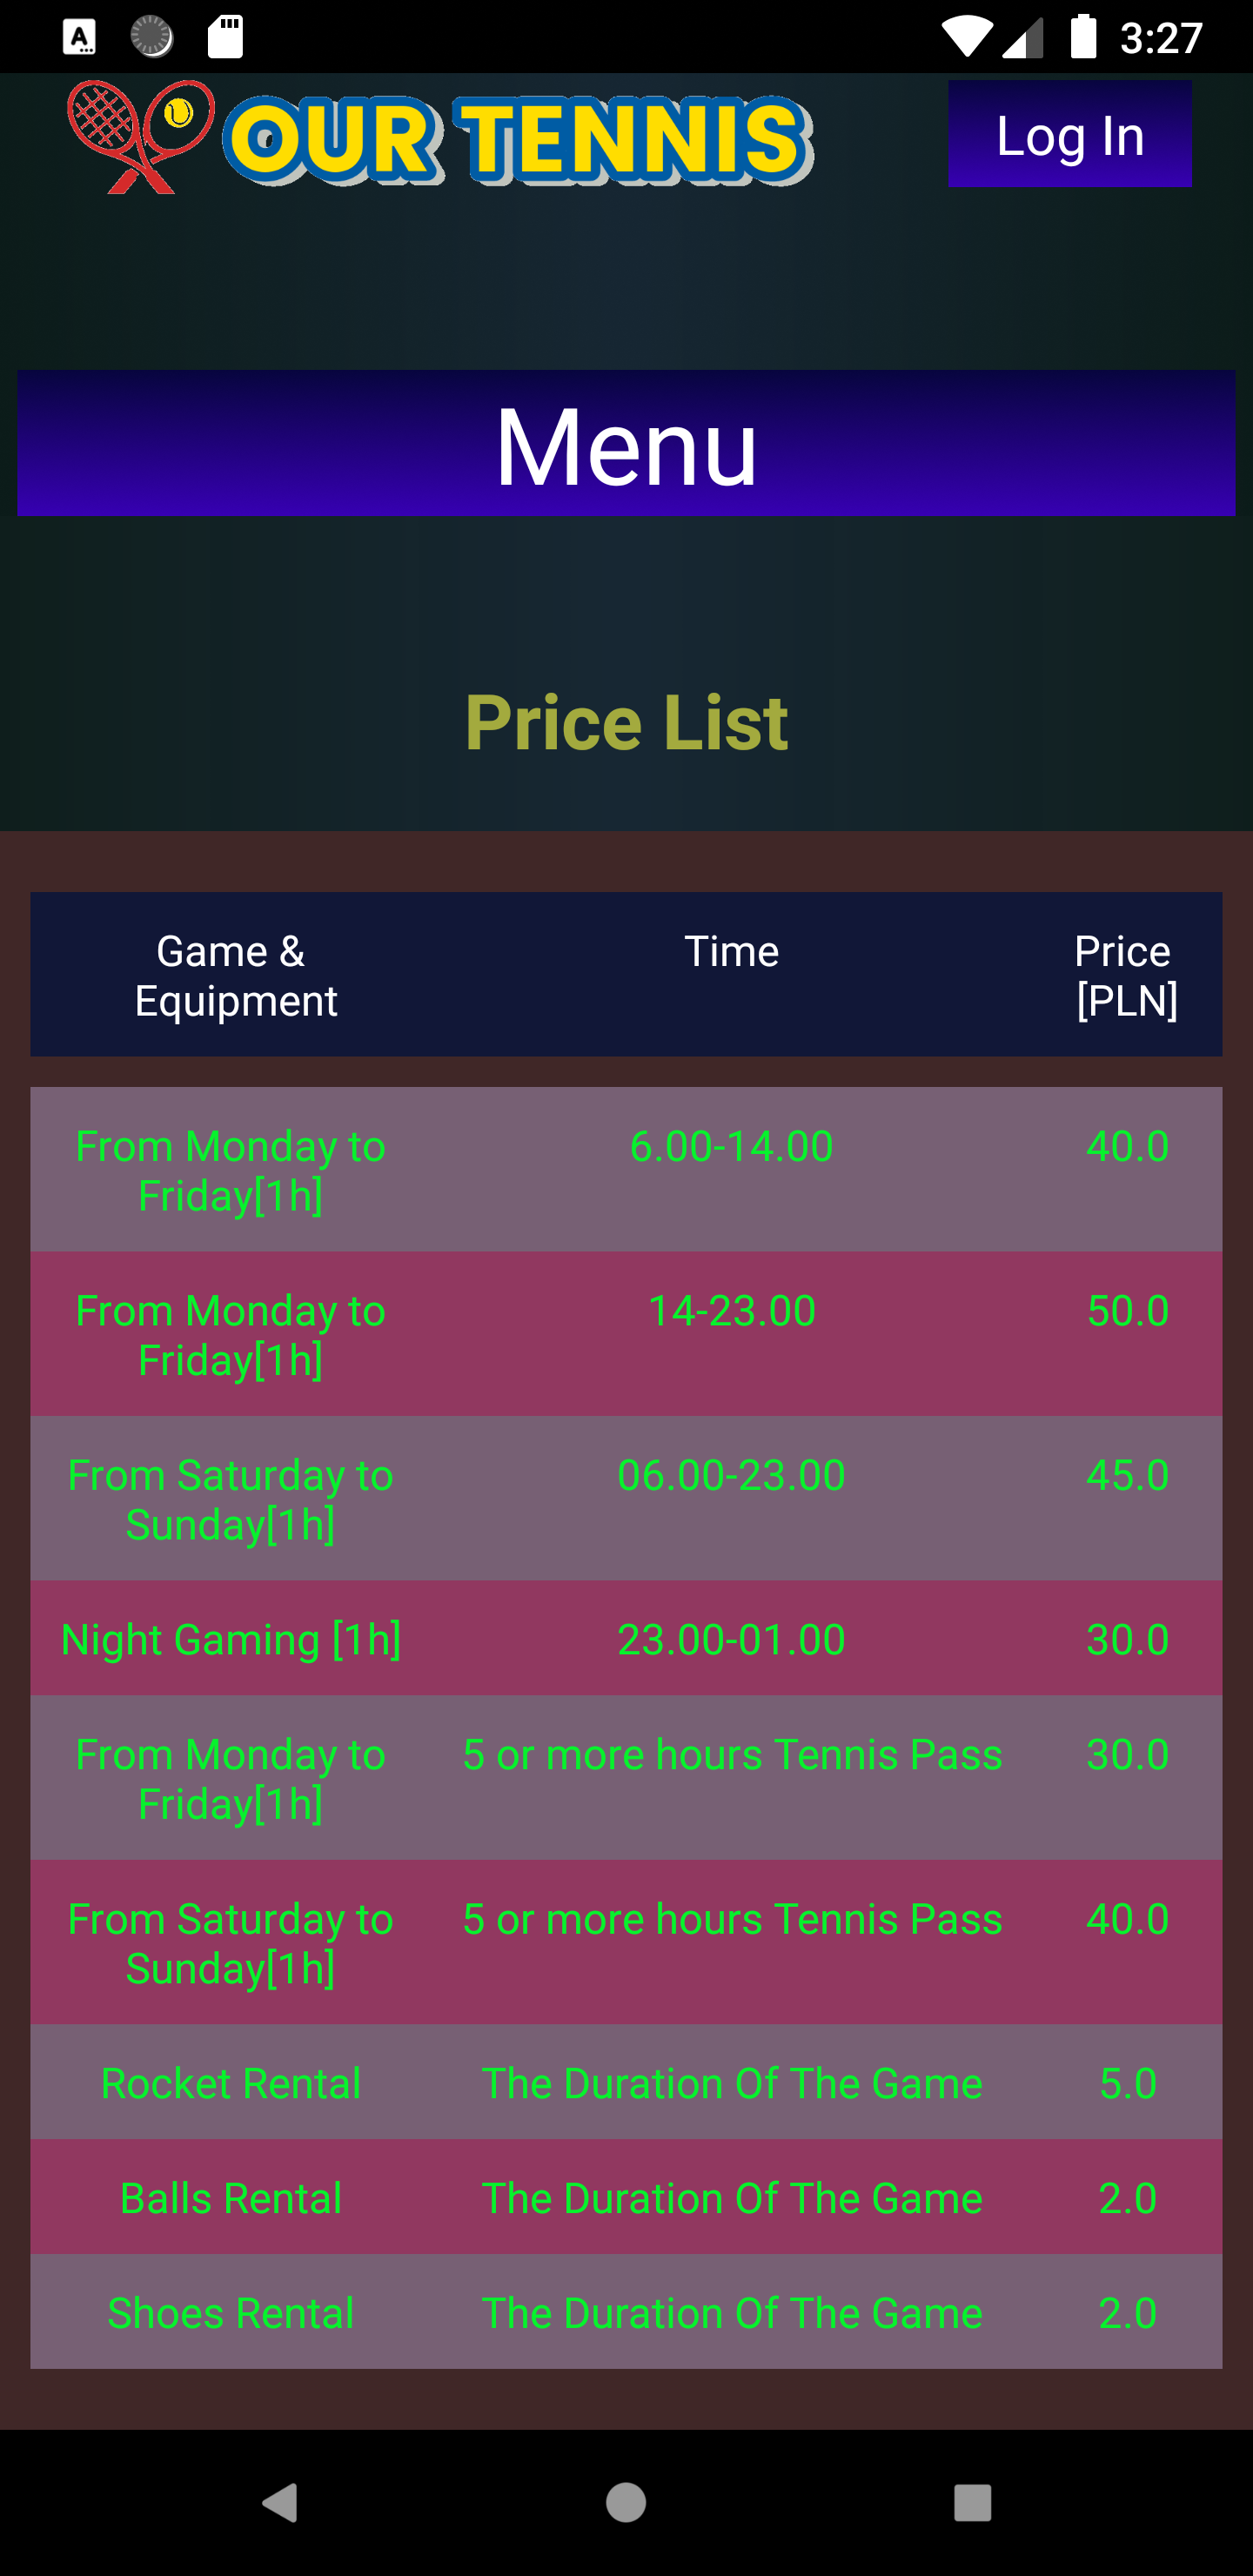 3:27
OUR TENNIS
Log In
Menu
Price List
Game & Equipment Time Price [PLN]
From Monday to Friday[1h] 6.00-14.00 40.0
From Monday to Friday[1h] 14-23.00 50.0
From Saturday to Sunday[1h] 06.00-23.00 45.0
Night Gaming [1h] 23.00-01.00 30.0
From Monday to Friday[1h] 5 or more hours Tennis Pass 30.0
From Saturday to Sunday[1h] 5 or more hours Tennis Pass 40.0
Rocket Rental The Duration Of The Game 5.0
Balls Rental The Duration Of The Game 2.0
Shoes Rental The Duration Of The Game 2.0